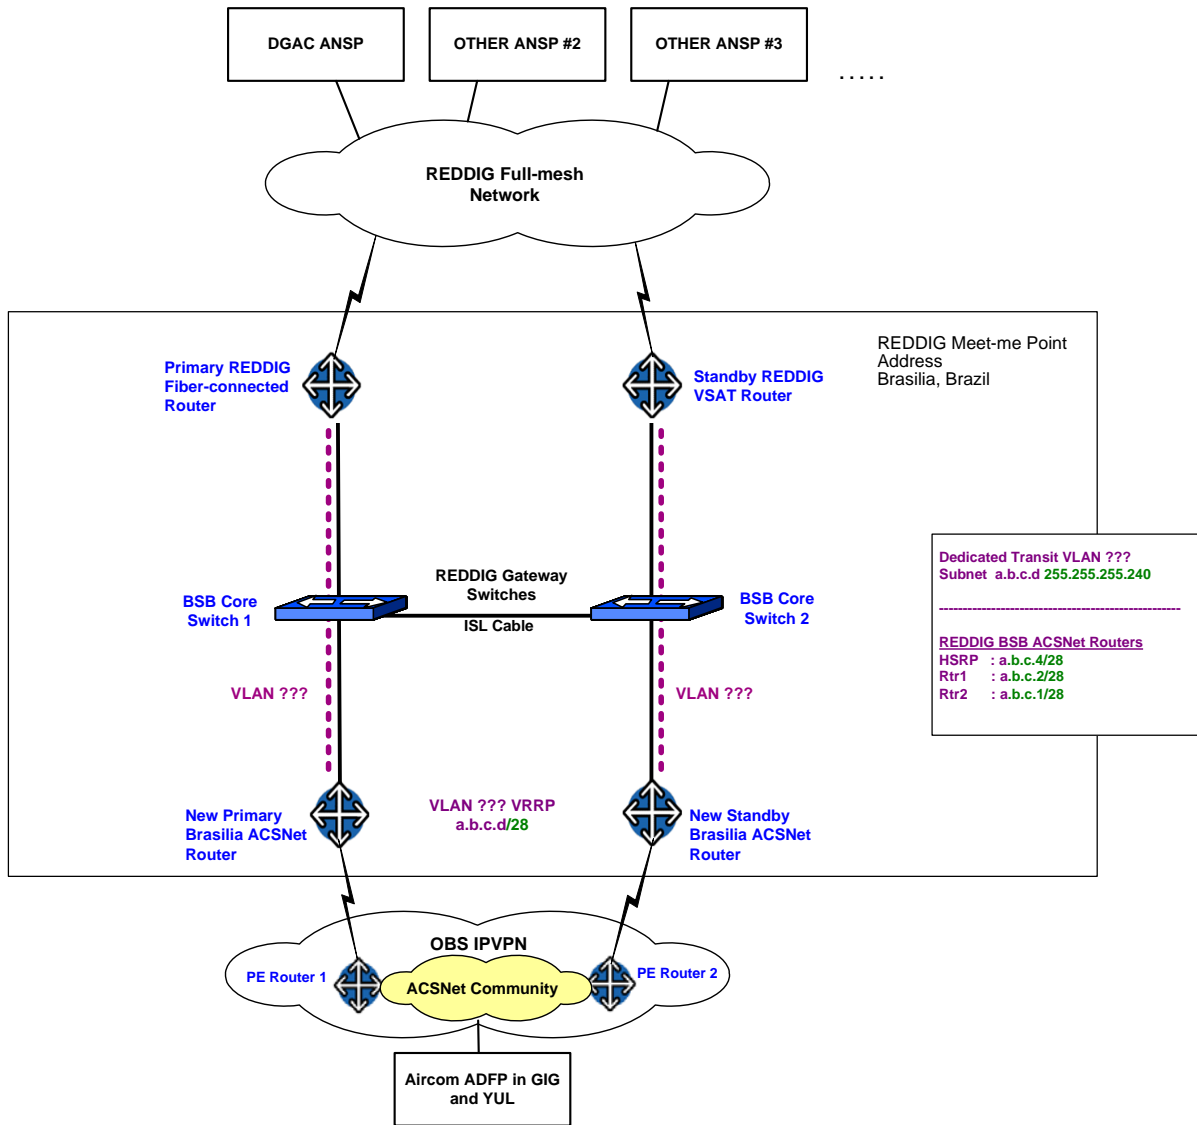 DGAC ANSP
OTHER ANSP #2
OTHER ANSP #3
.....
REDDIG Full-mesh
Network
REDDIG Meet-me Point
Address
Brasilia, Brazil
Primary REDDIG
Fiber-connected
Router
Standby REDDIG
VSAT Router
Dedicated Transit VLAN ???
Subnet a.b.c.d 255.255.255.240
--------------------------------------------------
REDDIG BSB ACSNet Routers
HSRP : a.b.c.4/28
Rtr1 : a.b.c.2/28
Rtr2 : a.b.c.1/28
REDDIG Gateway
Switches
ISL Cable
BSB Core
Switch 1
BSB Core
Switch 2
VLAN ???
VLAN ???
New Primary
Brasilia ACSNet
Router
VLAN ??? VRRP
a.b.c.d/28
New Standby
Brasilia ACSNet
Router
OBS IPVPN
PE Router 1
PE Router 2
ACSNet Community
Aircom ADFP in GIG
and YUL